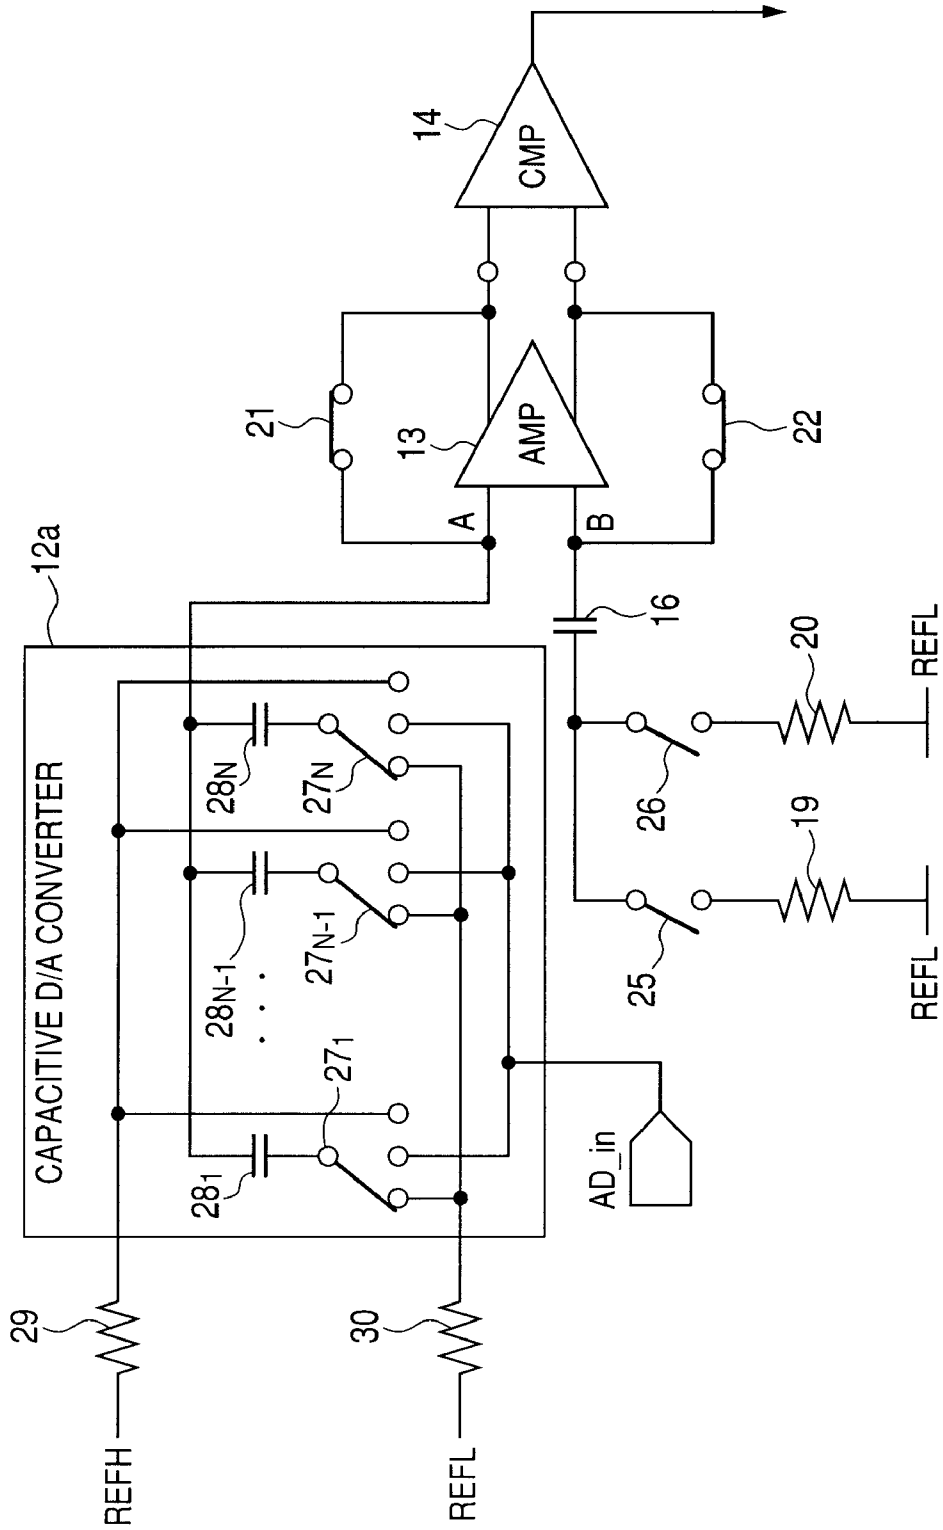 CAPACITIVE D/A CONVERTER
12a
REFH
29
REFL
30
28₁
27₁
28N-1
27N-1
28N
27N
. . .
AD_in
A
B
21
13
AMP
22
14
CMP
16
25
19
REFL
26
20
REFL